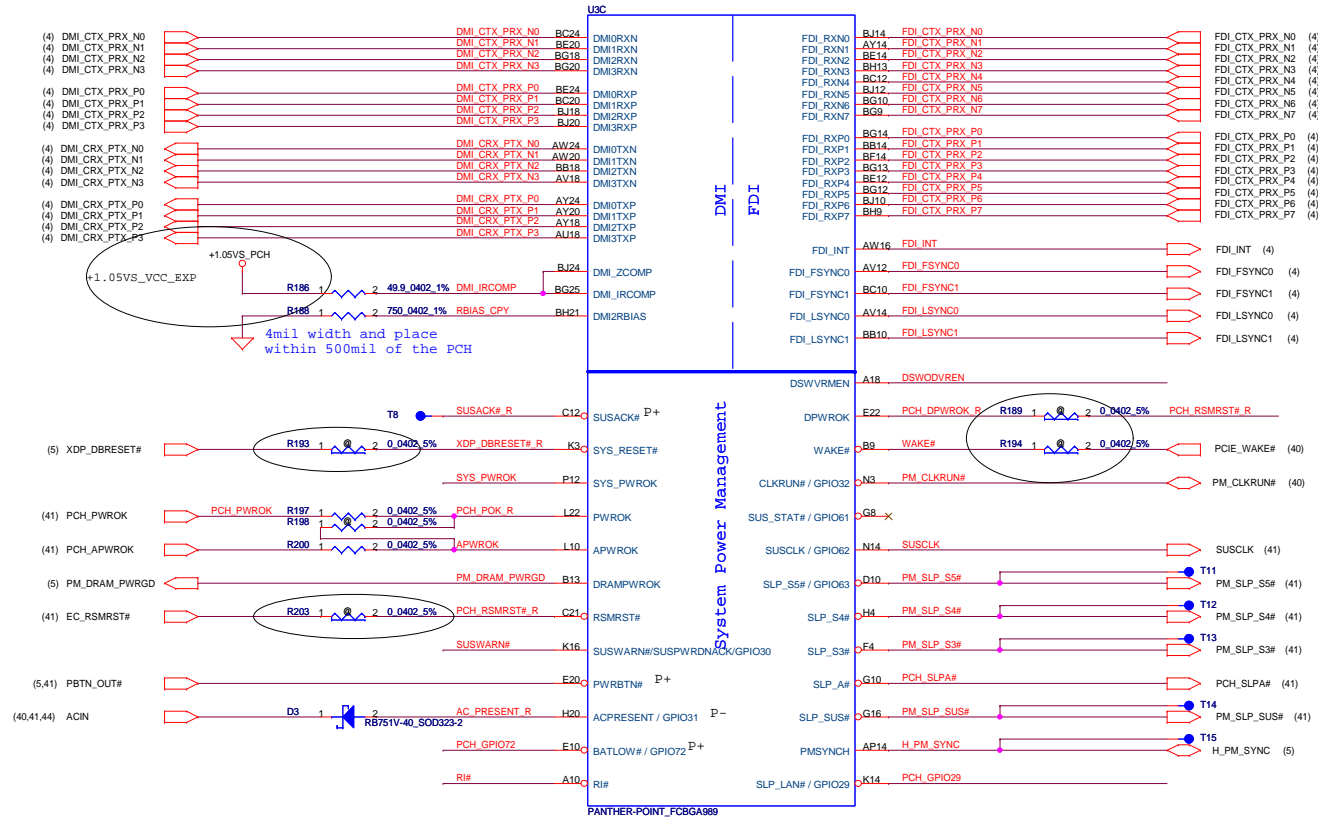 U3C
(4) DMI_CTX_PRX_N0 DMI_CTX_PRX_N0 BC24 DMI0RXN FDI_RXN0 BJ14 FDI_CTX_PRX_N0 FDI_CTX_PRX_N0 (4)
(4) DMI_CTX_PRX_N1 DMI_CTX_PRX_N1 BE20 DMI1RXN FDI_RXN1 AY14 FDI_CTX_PRX_N1 FDI_CTX_PRX_N1 (4)
(4) DMI_CTX_PRX_N2 DMI_CTX_PRX_N2 BG18 DMI2RXN FDI_RXN2 BE14 FDI_CTX_PRX_N2 FDI_CTX_PRX_N2 (4)
(4) DMI_CTX_PRX_N3 DMI_CTX_PRX_N3 BG20 DMI3RXN FDI_RXN3 BH13 FDI_CTX_PRX_N3 FDI_CTX_PRX_N3 (4)
FDI_RXN4 BC12 FDI_CTX_PRX_N4 FDI_CTX_PRX_N4 (4)
(4) DMI_CTX_PRX_P0 DMI_CTX_PRX_P0 BE24 DMI0RXP FDI_RXN5 BJ12 FDI_CTX_PRX_N5 FDI_CTX_PRX_N5 (4)
(4) DMI_CTX_PRX_P1 DMI_CTX_PRX_P1 BC20 DMI1RXP FDI_RXN6 BG10 FDI_CTX_PRX_N6 FDI_CTX_PRX_N6 (4)
(4) DMI_CTX_PRX_P2 DMI_CTX_PRX_P2 BJ18 DMI2RXP FDI_RXN7 BG9 FDI_CTX_PRX_N7 FDI_CTX_PRX_N7 (4)
(4) DMI_CTX_PRX_P3 DMI_CTX_PRX_P3 BJ20 DMI3RXP
FDI_RXP0 BG14 FDI_CTX_PRX_P0 FDI_CTX_PRX_P0 (4)
(4) DMI_CRX_PTX_N0 DMI_CRX_PTX_N0 AW24 DMI0TXN FDI_RXP1 BB14 FDI_CTX_PRX_P1 FDI_CTX_PRX_P1 (4)
(4) DMI_CRX_PTX_N1 DMI_CRX_PTX_N1 AW20 DMI1TXN FDI_RXP2 BF14 FDI_CTX_PRX_P2 FDI_CTX_PRX_P2 (4)
(4) DMI_CRX_PTX_N2 DMI_CRX_PTX_N2 BB18 DMI2TXN FDI_RXP3 BG13 FDI_CTX_PRX_P3 FDI_CTX_PRX_P3 (4)
(4) DMI_CRX_PTX_N3 DMI_CRX_PTX_N3 AV18 DMI3TXN FDI_RXP4 BE12 FDI_CTX_PRX_P4 FDI_CTX_PRX_P4 (4)
FDI_RXP5 BG12 FDI_CTX_PRX_P5 FDI_CTX_PRX_P5 (4)
(4) DMI_CRX_PTX_P0 DMI_CRX_PTX_P0 AY24 DMI0TXP FDI_RXP6 BJ10 FDI_CTX_PRX_P6 FDI_CTX_PRX_P6 (4)
(4) DMI_CRX_PTX_P1 DMI_CRX_PTX_P1 AY20 DMI1TXP FDI_RXP7 BH9 FDI_CTX_PRX_P7 FDI_CTX_PRX_P7 (4)
(4) DMI_CRX_PTX_P2 DMI_CRX_PTX_P2 AY18 DMI2TXP
(4) DMI_CRX_PTX_P3 DMI_CRX_PTX_P3 AU18 DMI3TXP
DMI
FDI
FDI_INT AW16 FDI_INT FDI_INT (4)
+1.05VS_PCH
+1.05VS_VCC_EXP
BJ24 DMI_ZCOMP FDI_FSYNC0 AV12 FDI_FSYNC0 FDI_FSYNC0 (4)
R186 1 2 49.9_0402_1% DMI_IRCOMP BG25 DMI_IRCOMP FDI_FSYNC1 BC10 FDI_FSYNC1 FDI_FSYNC1 (4)
R188 1 2 750_0402_1% RBIAS_CPY BH21 DMI2RBIAS FDI_LSYNC0 AV14 FDI_LSYNC0 FDI_LSYNC0 (4)
4mil width and place
within 500mil of the PCH
FDI_LSYNC1 BB10 FDI_LSYNC1 FDI_LSYNC1 (4)
System Power Management
DSWVRMEN A18 DSWODVREN
T8 SUSACK#_R C12 SUSACK# P+ DPWROK E22 PCH_DPWROK_R R189 1 @ 2 0_0402_5% PCH_RSMRST#_R
(5) XDP_DBRESET# R193 1 @ 2 0_0402_5% XDP_DBRESET#_R K3 SYS_RESET# WAKE# B9 WAKE# R194 1 @ 2 0_0402_5% PCIE_WAKE# (40)
SYS_PWROK P12 SYS_PWROK CLKRUN# / GPIO32 N3 PM_CLKRUN# PM_CLKRUN# (40)
(41) PCH_PWROK PCH_PWROK R197 1 2 0_0402_5% PCH_POK_R L22 PWROK SUS_STAT# / GPIO61 G8
R198 1 @ 2 0_0402_5%
(41) PCH_APWROK R200 1 2 0_0402_5% APWROK L10 APWROK SUSCLK / GPIO62 N14 SUSCLK SUSCLK (41)
T11
(5) PM_DRAM_PWRGD PM_DRAM_PWRGD B13 DRAMPWROK SLP_S5# / GPIO63 D10 PM_SLP_S5# PM_SLP_S5# (41)
T12
(41) EC_RSMRST# R203 1 @ 2 0_0402_5% PCH_RSMRST#_R C21 RSMRST# SLP_S4# H4 PM_SLP_S4# PM_SLP_S4# (41)
T13
SUSWARN# K16 SUSWARN#/SUSPWRDNACK/GPIO30 SLP_S3# F4 PM_SLP_S3# PM_SLP_S3# (41)
(5,41) PBTN_OUT# E20 PWRBTN# P+ SLP_A# G10 PCH_SLPA# PCH_SLPA# (41)
T14
(40,41,44) ACIN D3 1 2 RB751V-40_SOD323-2 AC_PRESENT_R H20 ACPRESENT / GPIO31 P- SLP_SUS# G16 PM_SLP_SUS# PM_SLP_SUS# (41)
T15
PCH_GPIO72 E10 BATLOW# / GPIO72 P+ PMSYNCH AP14 H_PM_SYNC H_PM_SYNC (5)
RI# A10 RI# SLP_LAN# / GPIO29 K14 PCH_GPIO29
PANTHER-POINT_FCBGA989